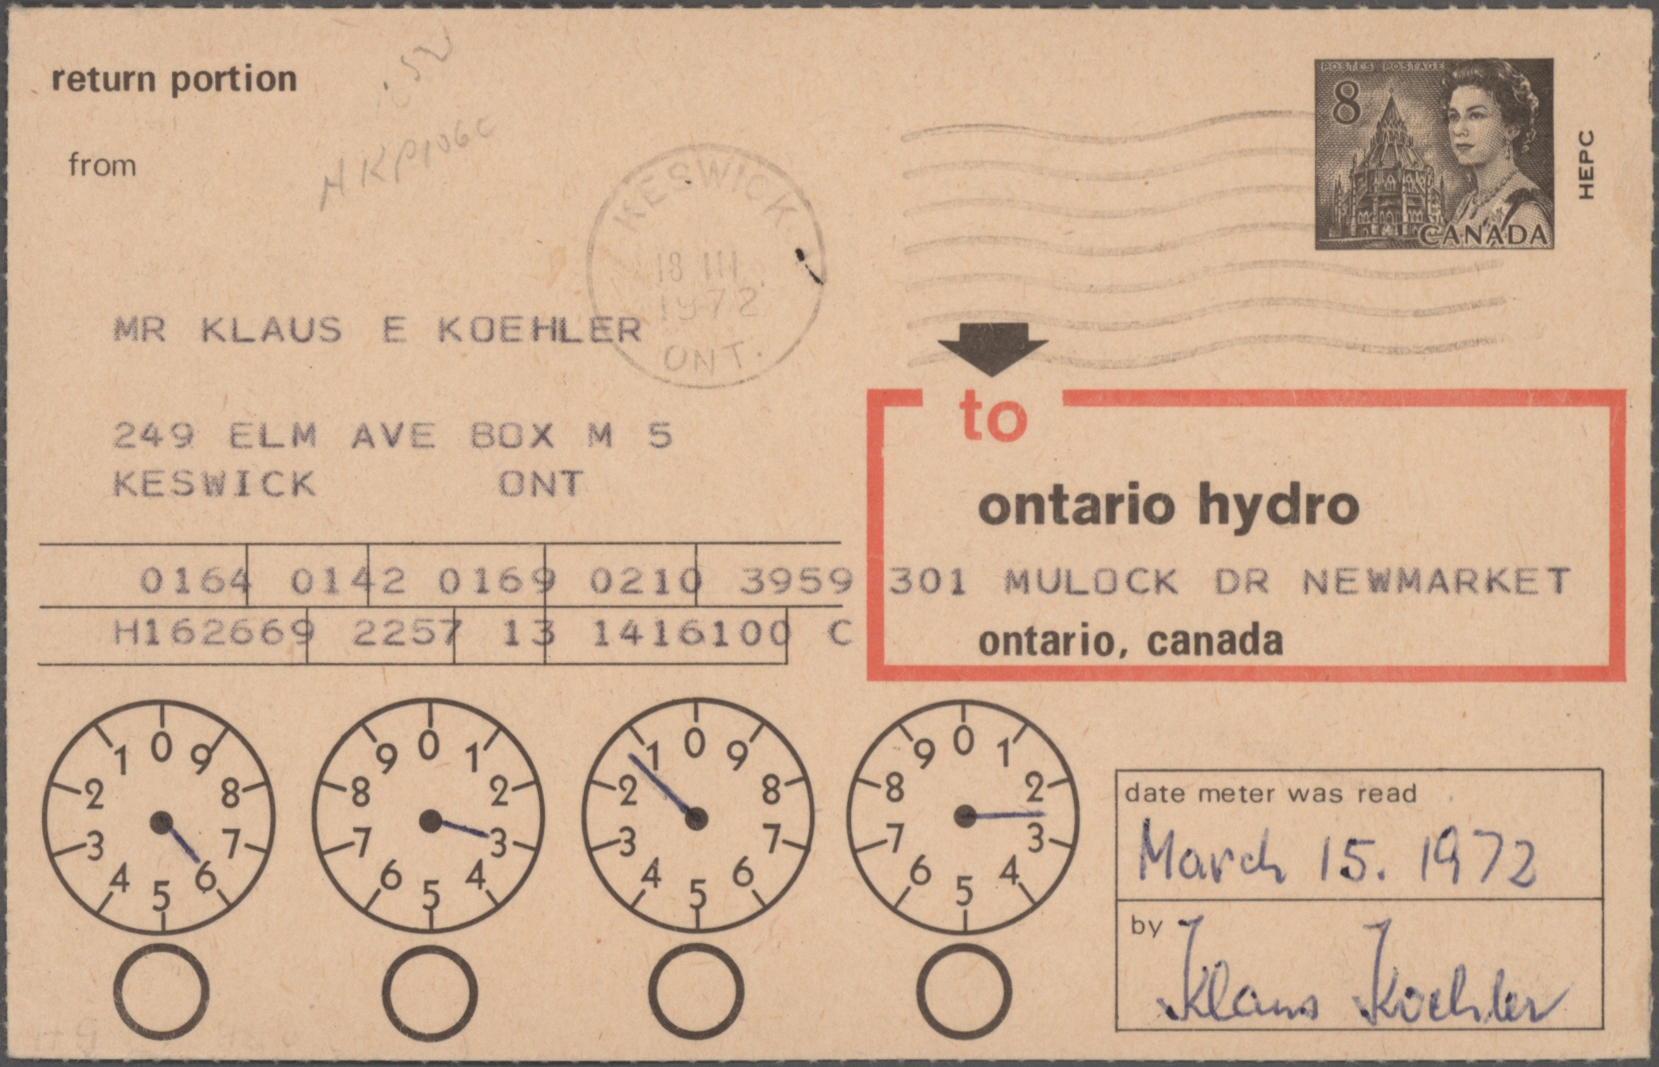 return portion
.52
HKP106c
from
POSTES POSTAGE
8
CANADA
HEPC
KESWICK
18 III
1972
ONT.
MR KLAUS E KOEHLER
249 ELM AVE BOX M 5
KESWICK ONT
to
ontario hydro
301 MULOCK DR NEWMARKET
ontario, canada
0164 0142 0169 0210 3959
H162669 2257 13 1416100 C
1 0 9
2 8
3 7
4 5 6
9 0 1
8 2
7 3
6 5 4
1 0 9
2 8
3 7
4 5 6
9 0 1
8 2
7 3
6 5 4
date meter was read
March 15. 1972
by
Klaus Koehler